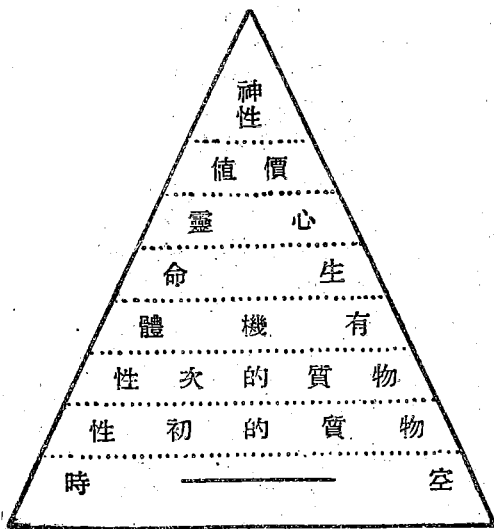 神性
價值
心靈
生命
有機體
物質的次性
物質的初性
空——時